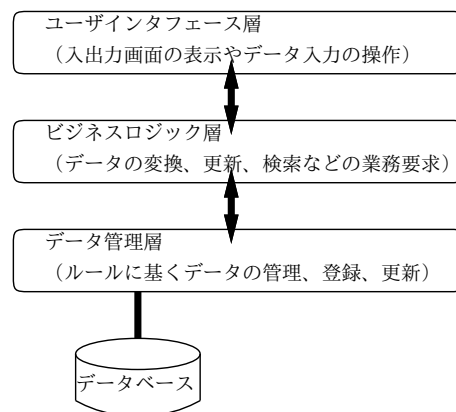 ユーザインタフェース層
（入出力画面の表示やデータ入力の操作）
ビジネスロジック層
（データの変換、更新、検索などの業務要求）
データ管理層
（ルールに基くデータの管理、登録、更新）
データベース